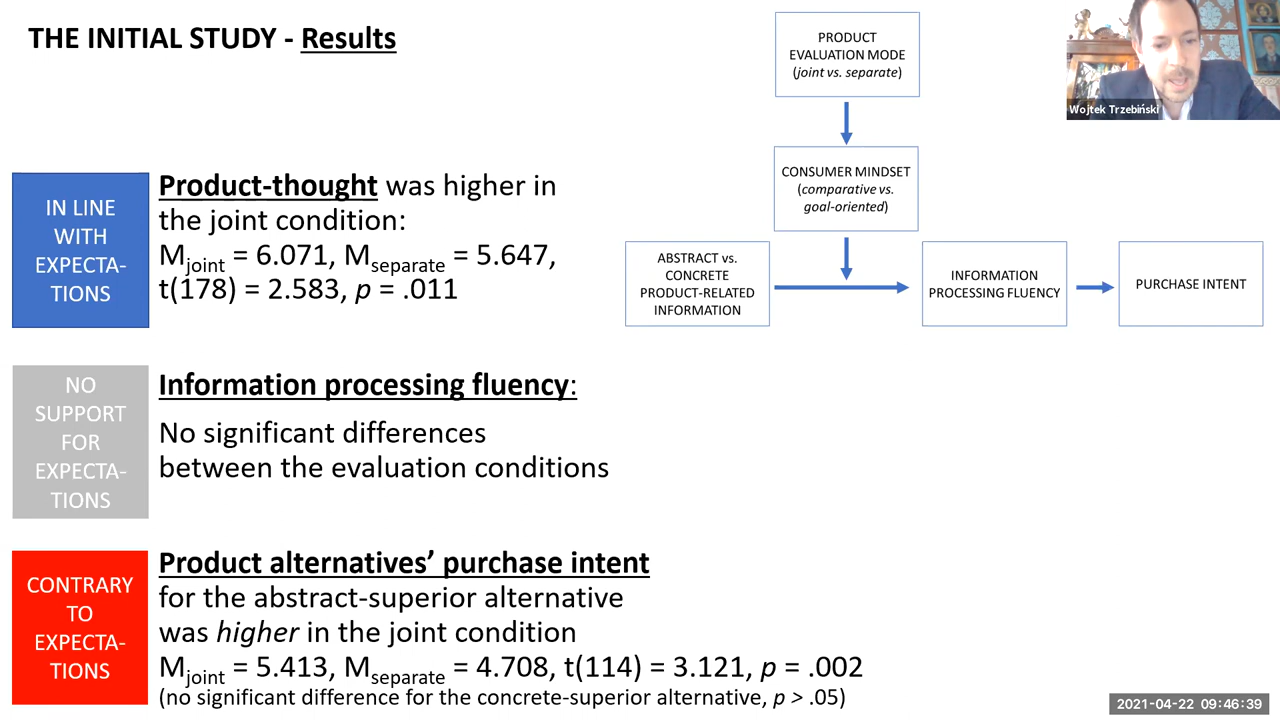 THE INITIAL STUDY - Results
PRODUCT
EVALUATION MODE
(joint vs. separate)
Wojtek Trzebiński
CONSUMER MINDSET
(comparative vs.
goal-oriented)
ABSTRACT vs.
CONCRETE
PRODUCT-RELATED
INFORMATION
INFORMATION
PROCESSING FLUENCY
PURCHASE INTENT
IN LINE
WITH
EXPECTA-
TIONS
Product-thought was higher in
the joint condition:
Mjoint = 6.071, Mseparate = 5.647,
t(178) = 2.583, p = .011
NO
SUPPORT
FOR
EXPECTA-
TIONS
Information processing fluency:
No significant differences
between the evaluation conditions
CONTRARY
TO
EXPECTA-
TIONS
Product alternatives’ purchase intent
for the abstract-superior alternative
was higher in the joint condition
Mjoint = 5.413, Mseparate = 4.708, t(114) = 3.121, p = .002
(no significant difference for the concrete-superior alternative, p > .05)
2021-04-22 09:46:39